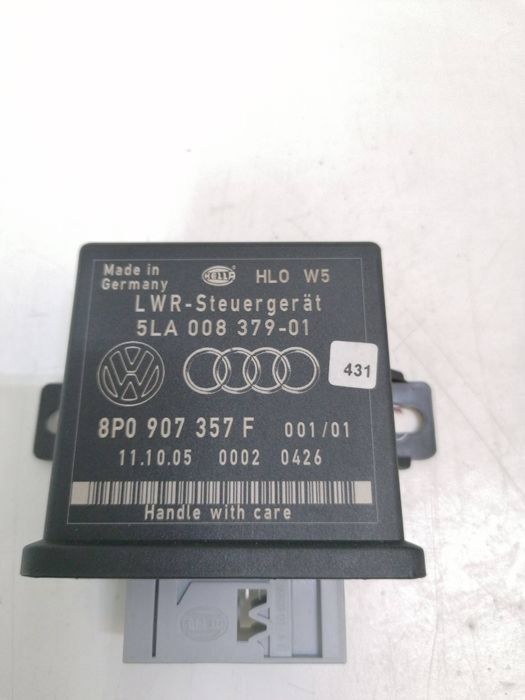 Made in
Germany
HELLA
HLO W5
LWR-Steuergerät
5LA 008 379-01
431
8P0 907 357 F 001/01
11.10.05 0002 0426
Handle with care